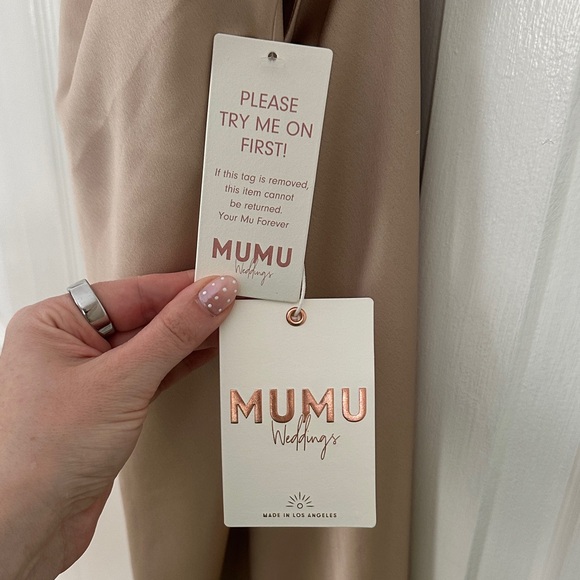 PLEASE
TRY ME ON
FIRST!
If this tag is removed,
this item cannot
be returned.
Your Mu Forever
MUMU
Weddings
MUMU
Weddings
MADE IN LOS ANGELES